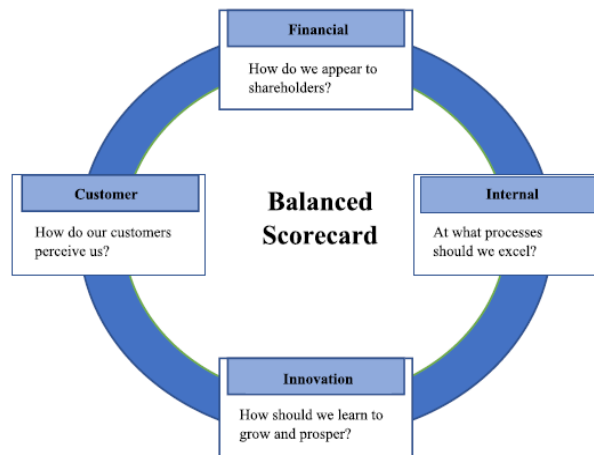 Financial
How do we appear to
shareholders?
Customer
How do our customers
perceive us?
Balanced
Scorecard
Internal
At what processes
should we excel?
Innovation
How should we learn to
grow and prosper?